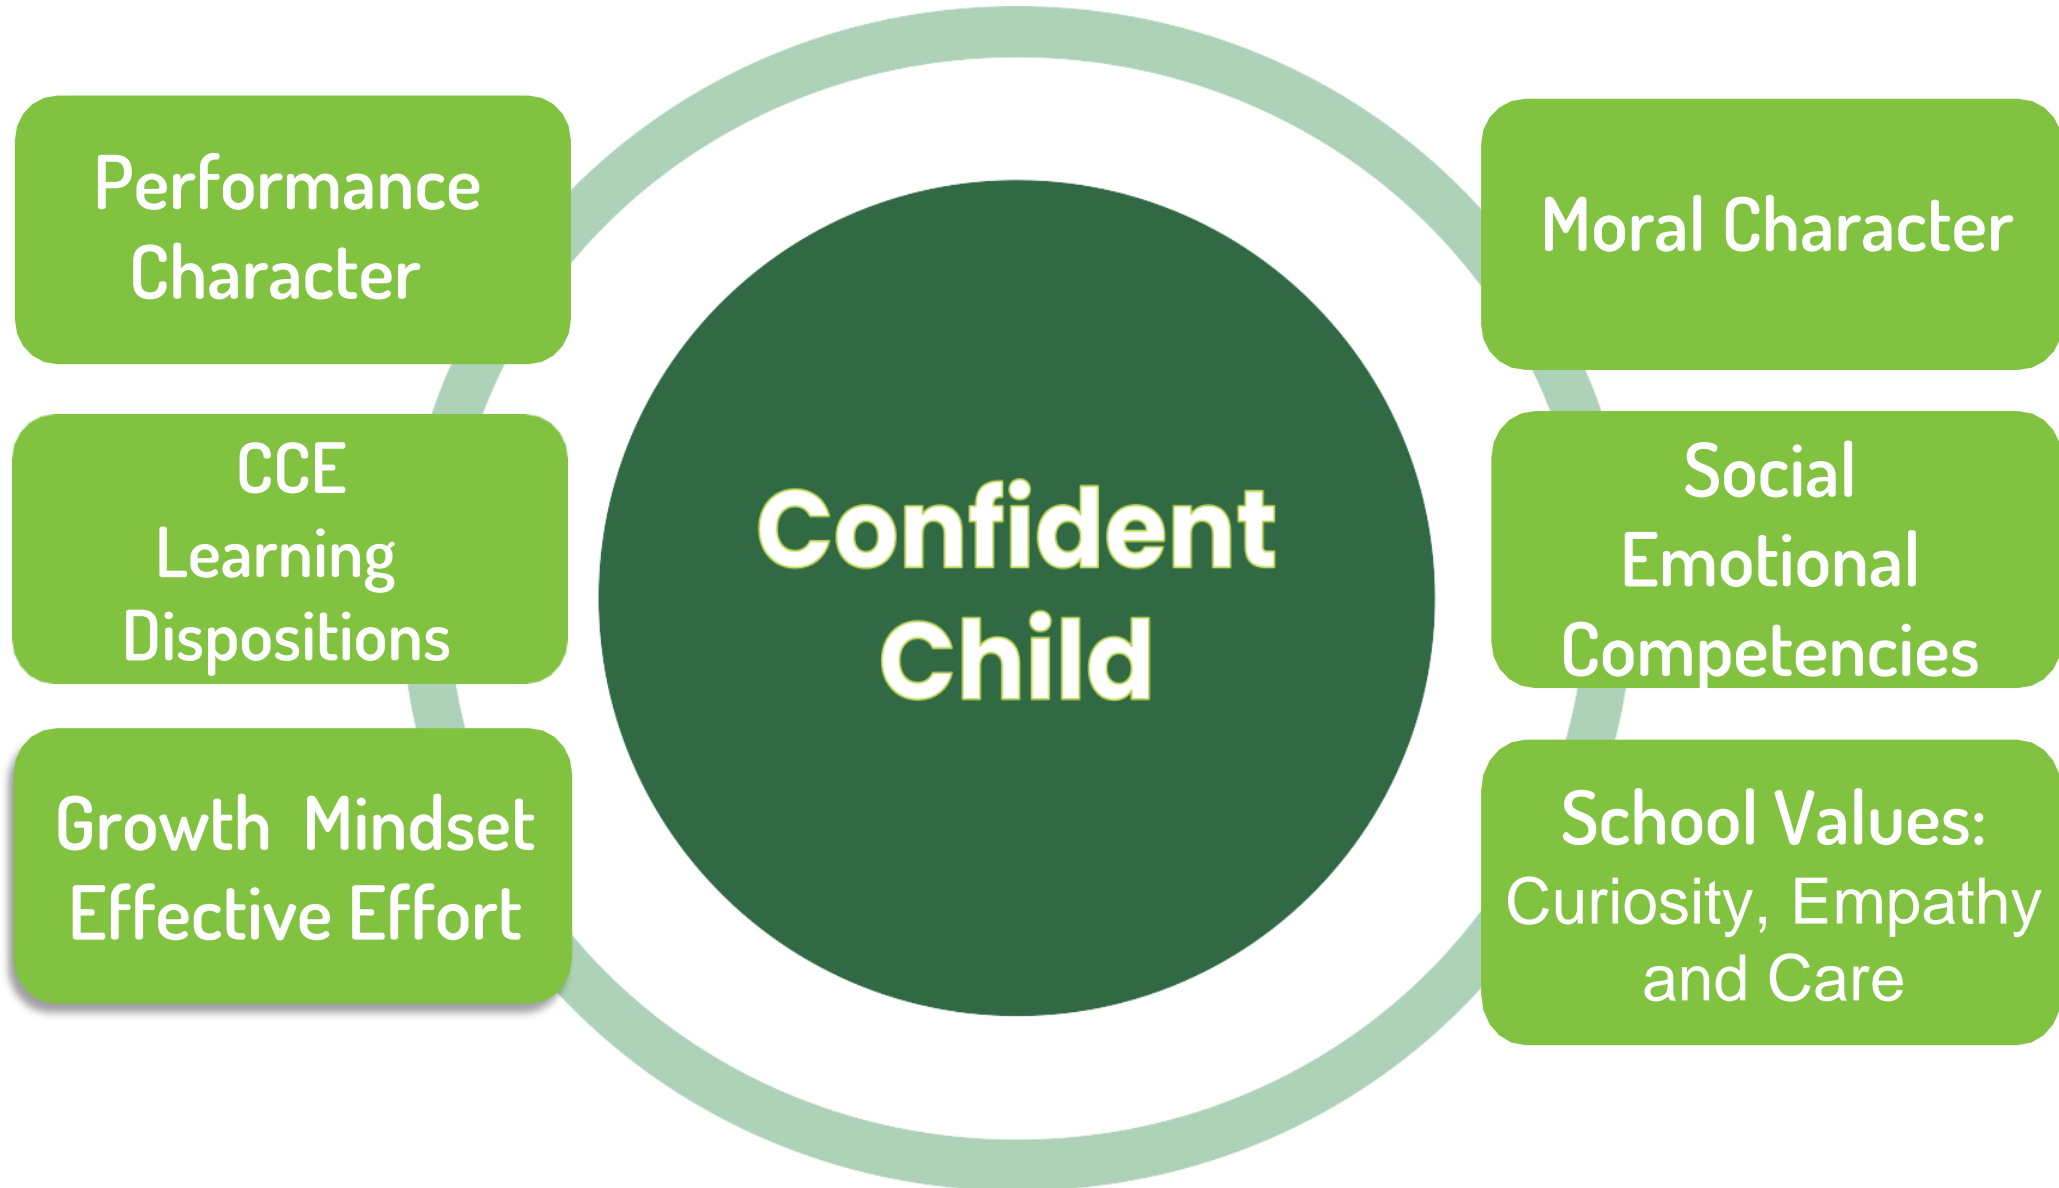 Performance
Character
CCE
Learning
Dispositions
Growth Mindset
Effective Effort
Confident
Child
Moral Character
Social
Emotional
Competencies
School Values:
Curiosity, Empathy
and Care